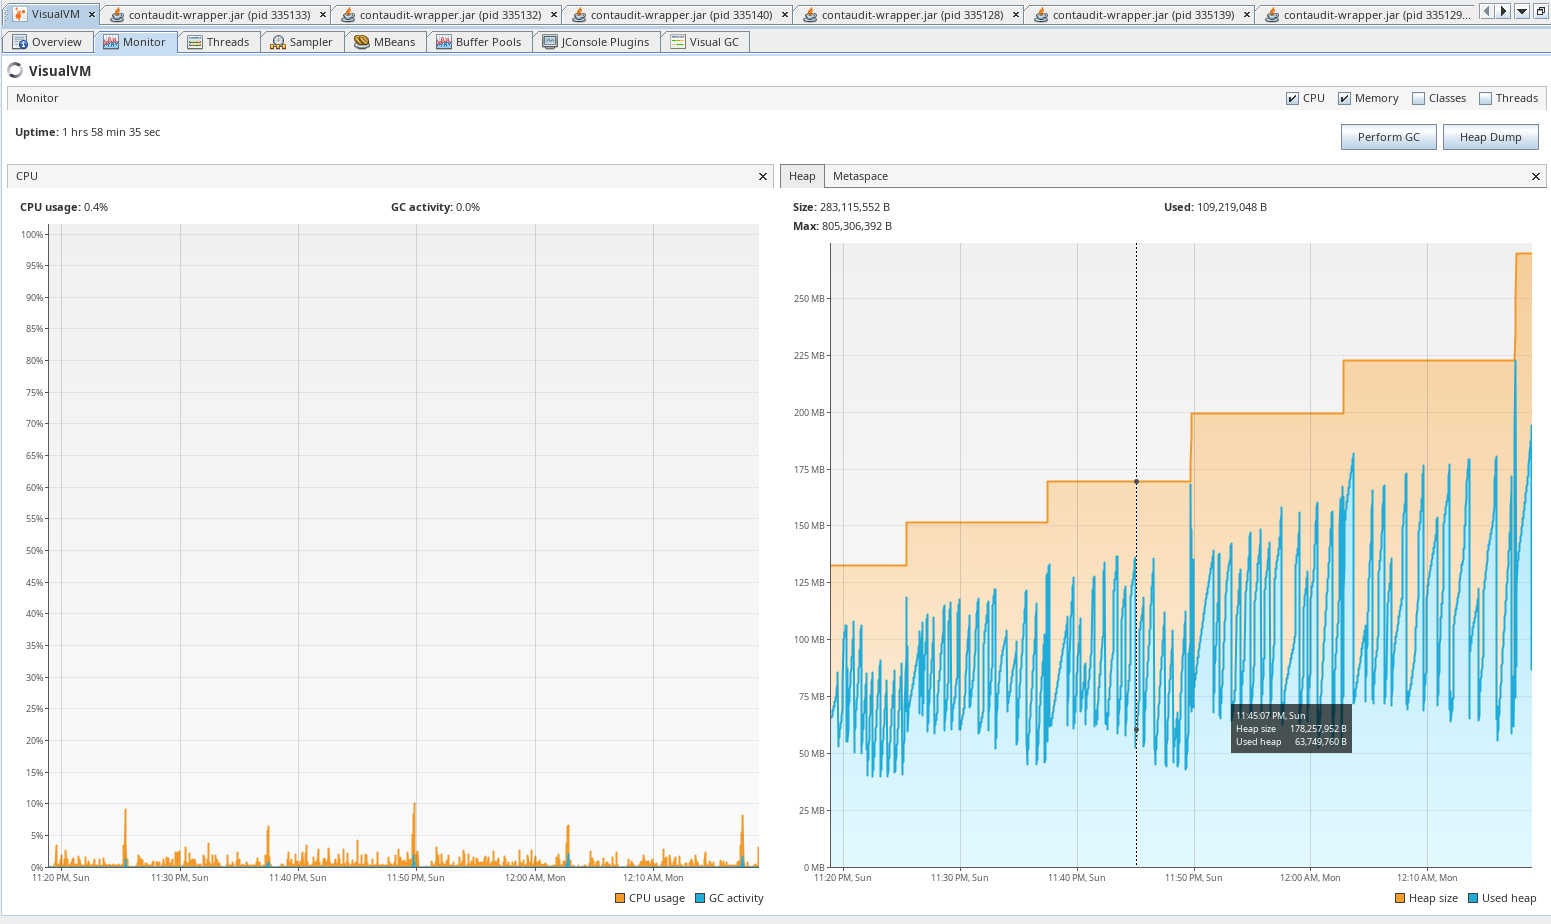 VisualVM contaudit-wrapper.jar (pid 335133) contaudit-wrapper.jar (pid 335132) contaudit-wrapper.jar (pid 335140) contaudit-wrapper.jar (pid 335128) contaudit-wrapper.jar (pid 335139) contaudit-wrapper.jar (pid 335129...
Overview Monitor Threads Sampler MBeans Buffer Pools JConsole Plugins Visual GC
VisualVM
Monitor CPU Memory Classes Threads
Uptime: 1 hrs 58 min 35 sec
Perform GC Heap Dump
CPU
CPU usage: 0.4% GC activity: 0.0%
100%
95%
90%
85%
80%
75%
70%
65%
60%
55%
50%
45%
40%
35%
30%
25%
20%
15%
10%
5%
0%
11:20 PM, Sun 11:30 PM, Sun 11:40 PM, Sun 11:50 PM, Sun 12:00 AM, Mon 12:10 AM, Mon
CPU usage GC activity
Heap Metaspace
Size: 283,115,552 B Used: 109,219,048 B
Max: 805,306,392 B
250 MB
225 MB
200 MB
175 MB
150 MB
125 MB
100 MB
75 MB
50 MB
25 MB
0 MB
11:45:07 PM, Sun
Heap size 178,257,952 B
Used heap 63,749,760 B
11:20 PM, Sun 11:30 PM, Sun 11:40 PM, Sun 11:50 PM, Sun 12:00 AM, Mon 12:10 AM, Mon
Heap size Used heap